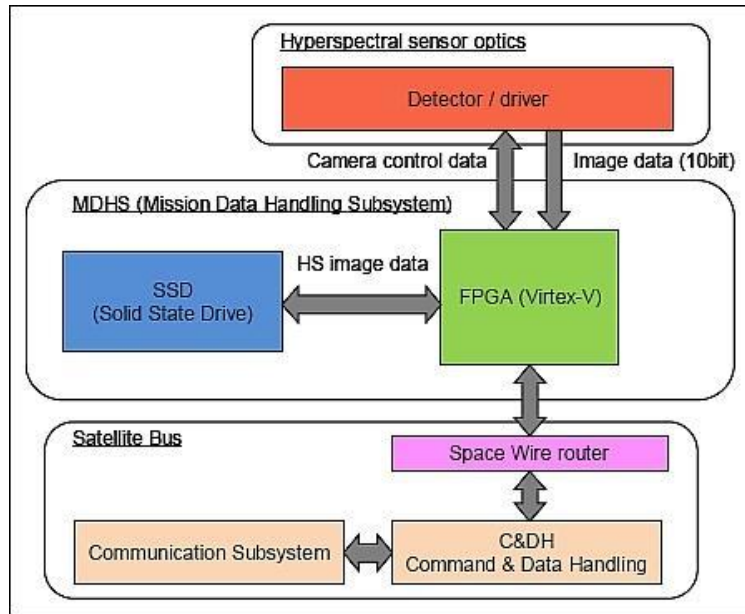 Hyperspectral sensor optics
Detector / driver
Camera control data
Image data (10bit)
MDHS (Mission Data Handling Subsystem)
HS image data
SSD
(Solid State Drive)
FPGA (Virtex-V)
Satellite Bus
Space Wire router
Communication Subsystem
C&DH
Command & Data Handling